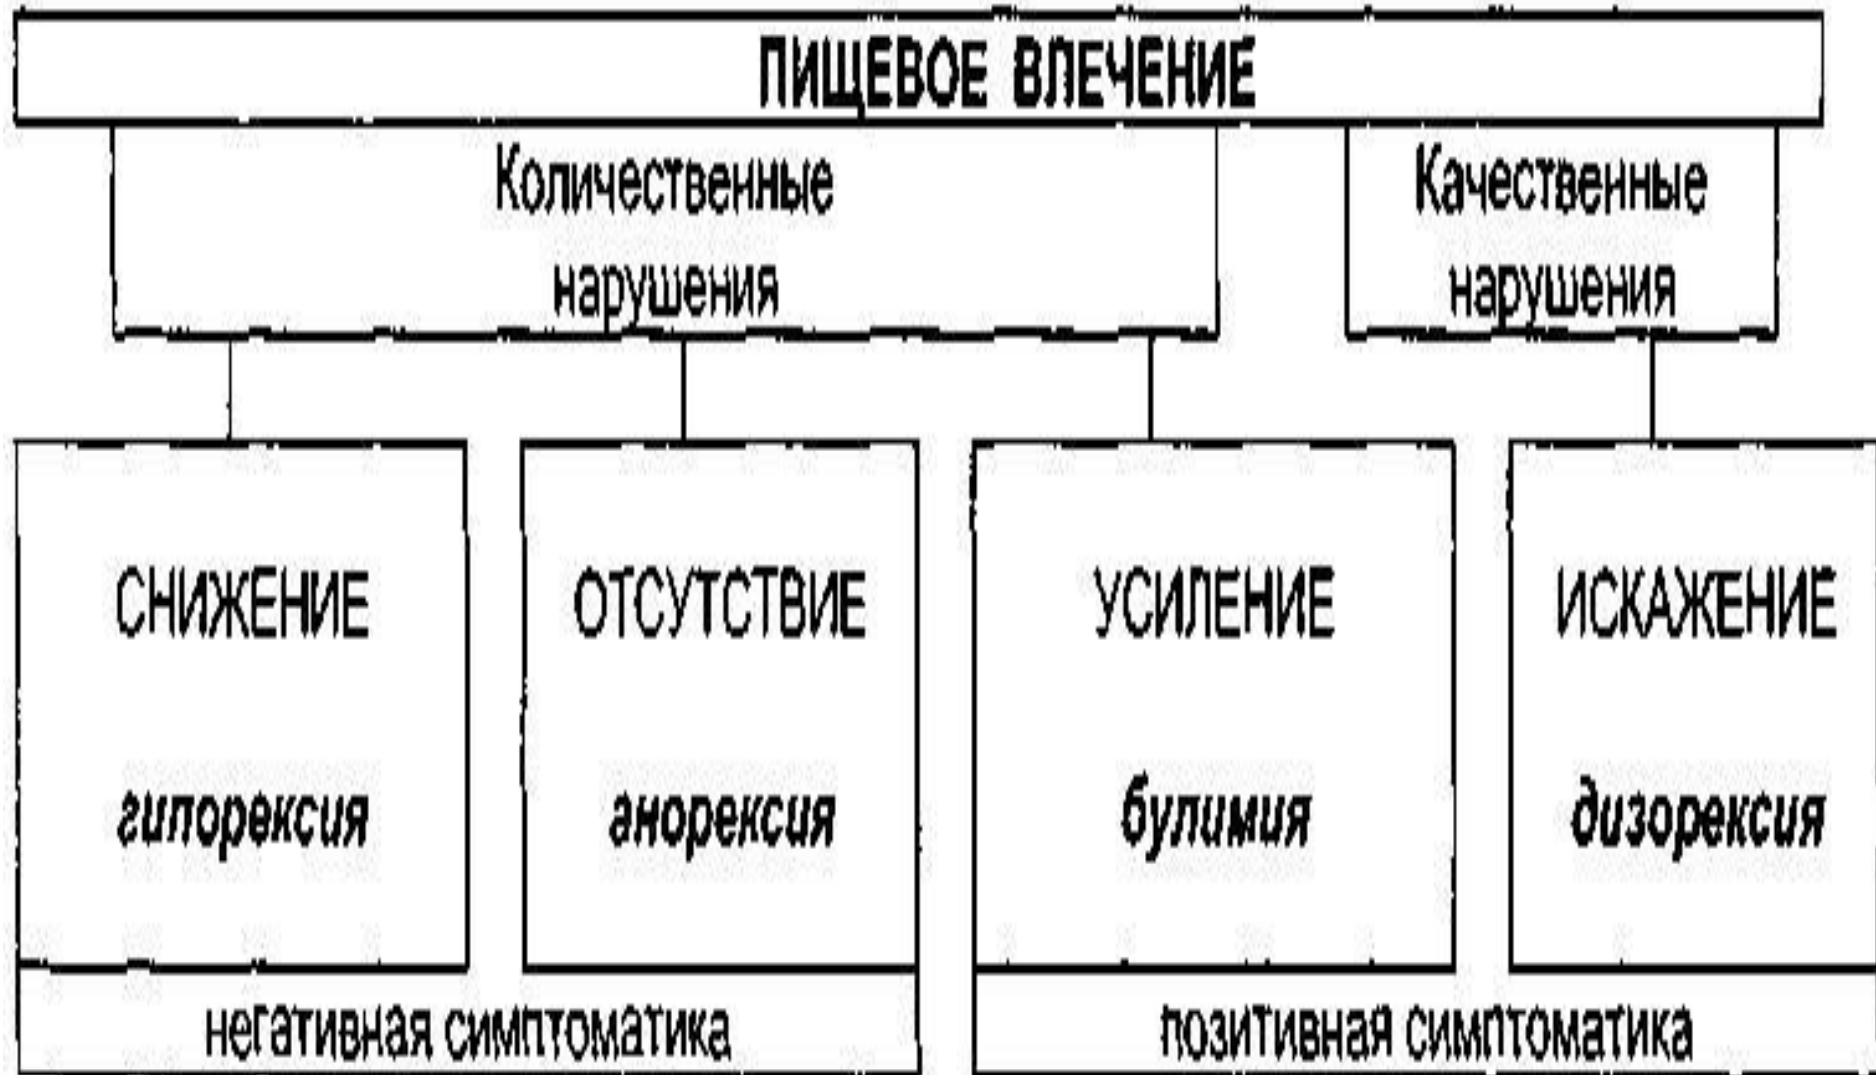 ПИЩЕВОЕ ВЛЕЧЕНИЕ
Количественные
нарушения
Качественные
нарушения
СНИЖЕНИЕ
гипорексия
ОТСУТСТВИЕ
анорексия
УСИЛЕНИЕ
булимия
ИСКАЖЕНИЕ
дизорексия
негативная симптоматика
позитивная симптоматика